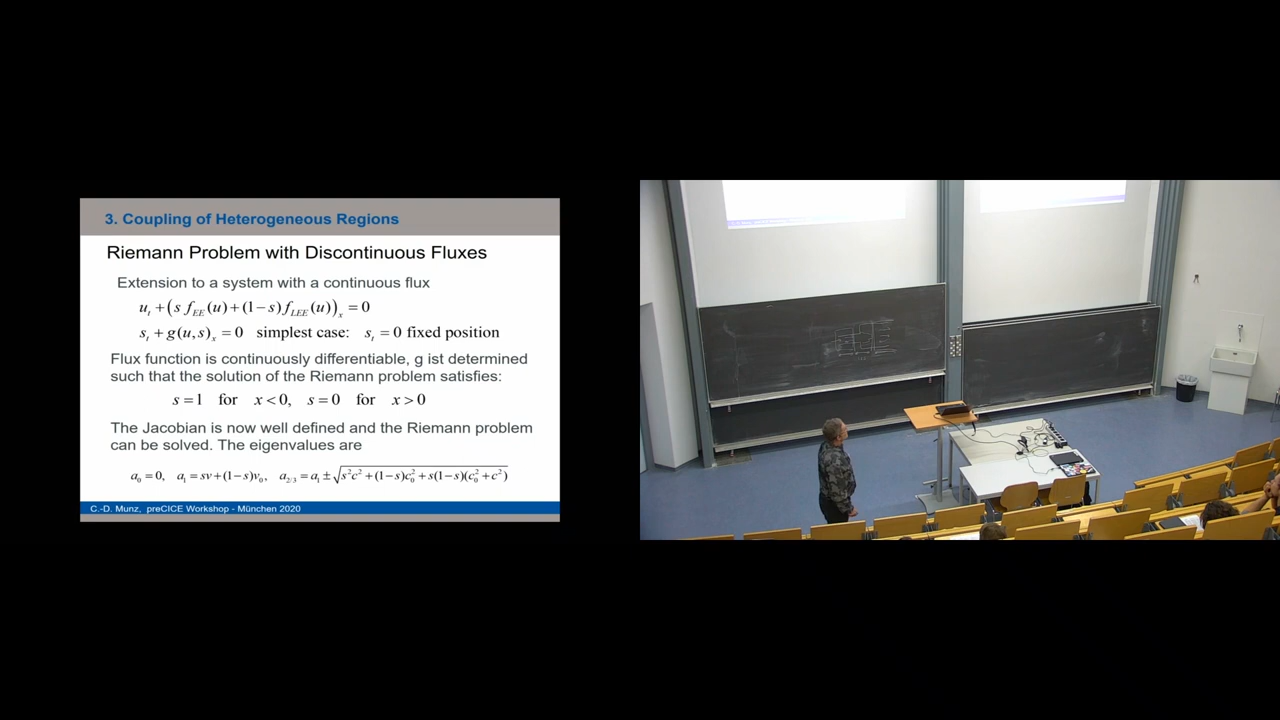 3. Coupling of Heterogeneous Regions
Riemann Problem with Discontinuous Fluxes
Extension to a system with a continuous flux
u_t + (s f_EE(u) + (1−s) f_LEE(u))_x = 0
s_t + g(u,s)_x = 0 simplest case: s_t = 0 fixed position
Flux function is continuously differentiable, g ist determined
such that the solution of the Riemann problem satisfies:
s = 1 for x < 0, s = 0 for x > 0
The Jacobian is now well defined and the Riemann problem
can be solved. The eigenvalues are
a_0 = 0, a_1 = sv + (1−s)v_0, a_2/3 = a_1 ± √(s²c² + (1−s)c_0² + s(1−s)(c_0² + c²))
C.-D. Munz, preCICE Workshop - München 2020